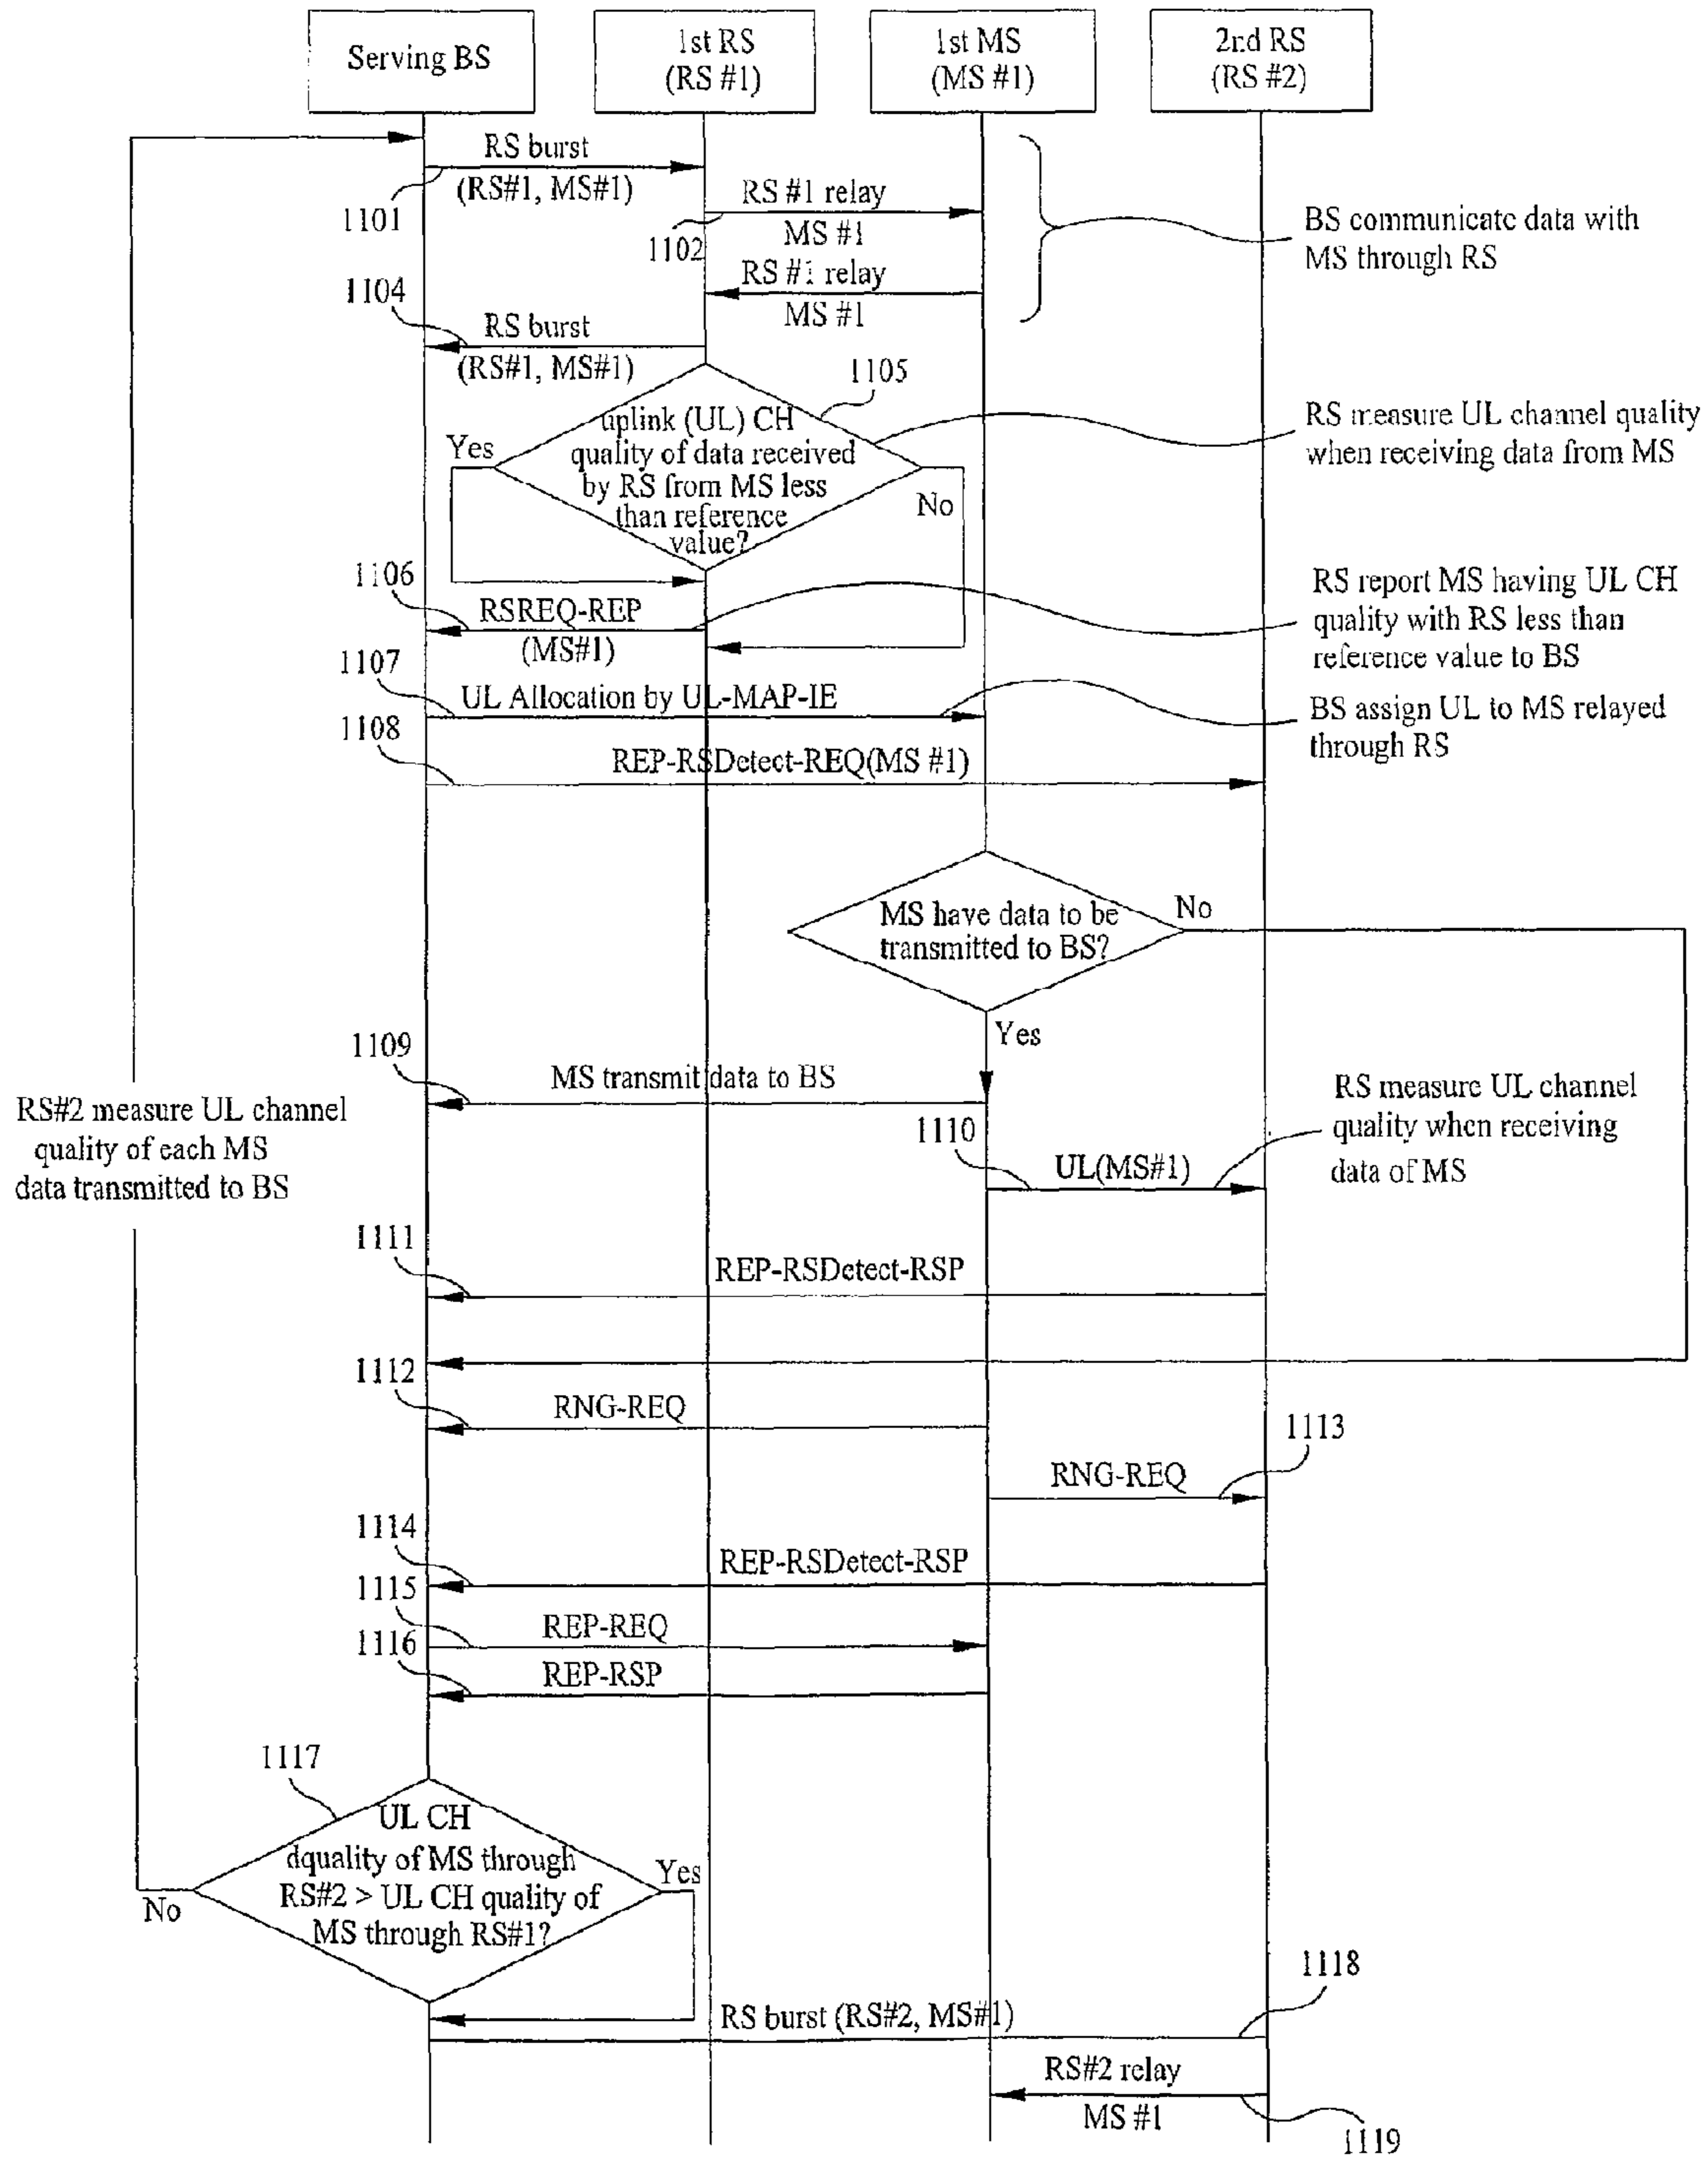 Serving BS
1st RS
(RS #1)
1st MS
(MS #1)
2nd RS
(RS #2)
RS burst
(RS#1, MS#1)
1101
RS #1 relay
MS #1
1102
BS communicate data with
MS through RS
RS #1 relay
MS #1
1104
RS burst
(RS#1, MS#1)
1105
uplink (UL) CH
quality of data received
by RS from MS less
than reference
value?
Yes
No
RS measure UL channel quality
when receiving data from MS
1106
RSREQ-REP
(MS#1)
RS report MS having UL CH
quality with RS less than
reference value to BS
1107
UL Allocation by UL-MAP-IE
BS assign UL to MS relayed
through RS
1108
REP-RSDetect-REQ(MS #1)
MS have data to be
transmitted to BS?
No
Yes
1109
MS transmit data to BS
RS#2 measure UL channel
quality of each MS
data transmitted to BS
1110
UL(MS#1)
RS measure UL channel
quality when receiving
data of MS
1111
REP-RSDetect-RSP
1112
RNG-REQ
1113
RNG-REQ
1114
REP-RSDetect-RSP
1115
REP-REQ
1116
REP-RSP
1117
UL CH
dquality of MS through
RS#2 > UL CH quality of
MS through RS#1?
Yes
No
1118
RS burst (RS#2, MS#1)
RS#2 relay
MS #1
1119